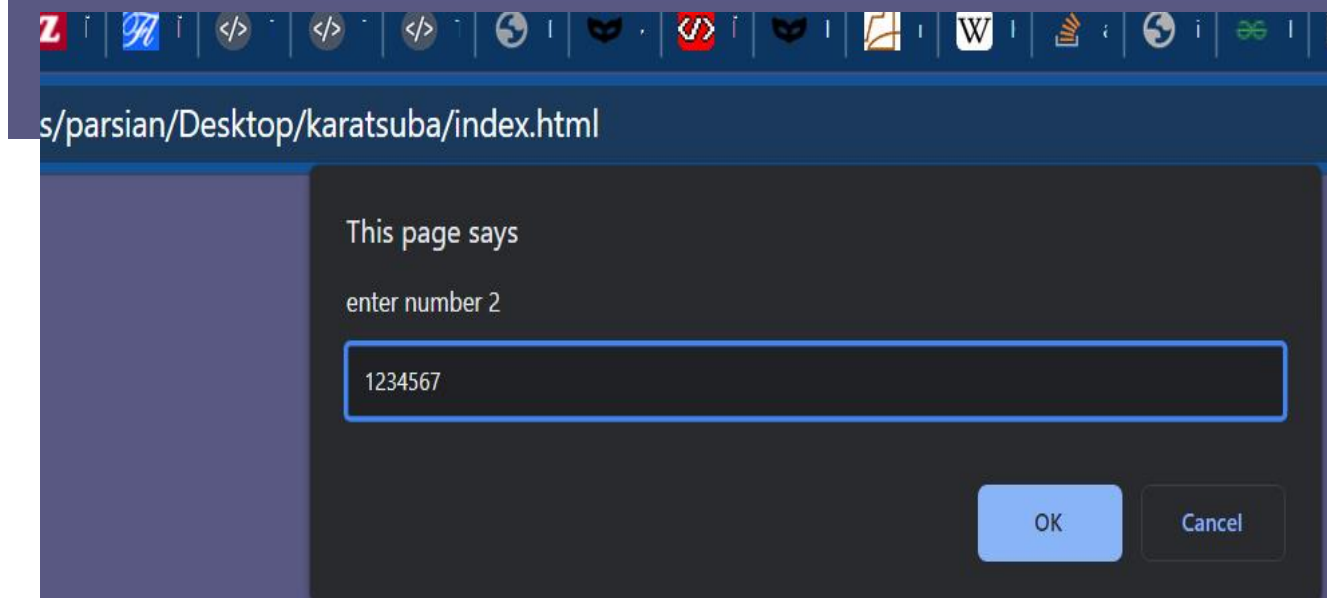 s/parsian/Desktop/karatsuba/index.html
This page says
enter number 2
1234567
OK Cancel